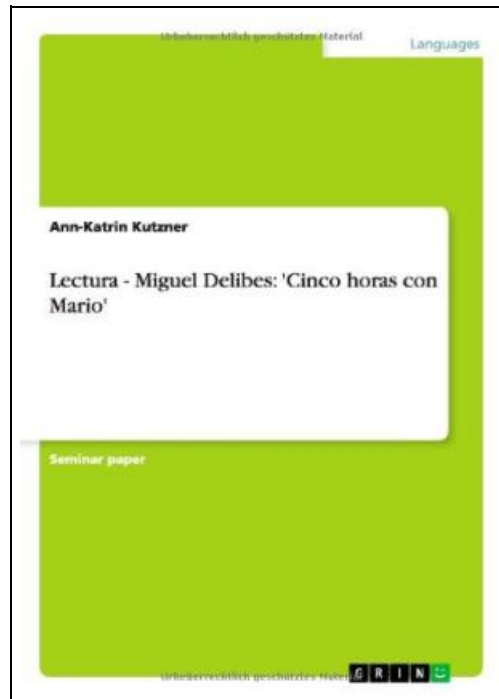 Urheberrechtlich geschütztes Material
Languages
Ann-Katrin Kutzner
Lectura - Miguel Delibes: 'Cinco horas con
Mario'
Seminar paper
Urheberrechtlich geschütztes Material
GRIN